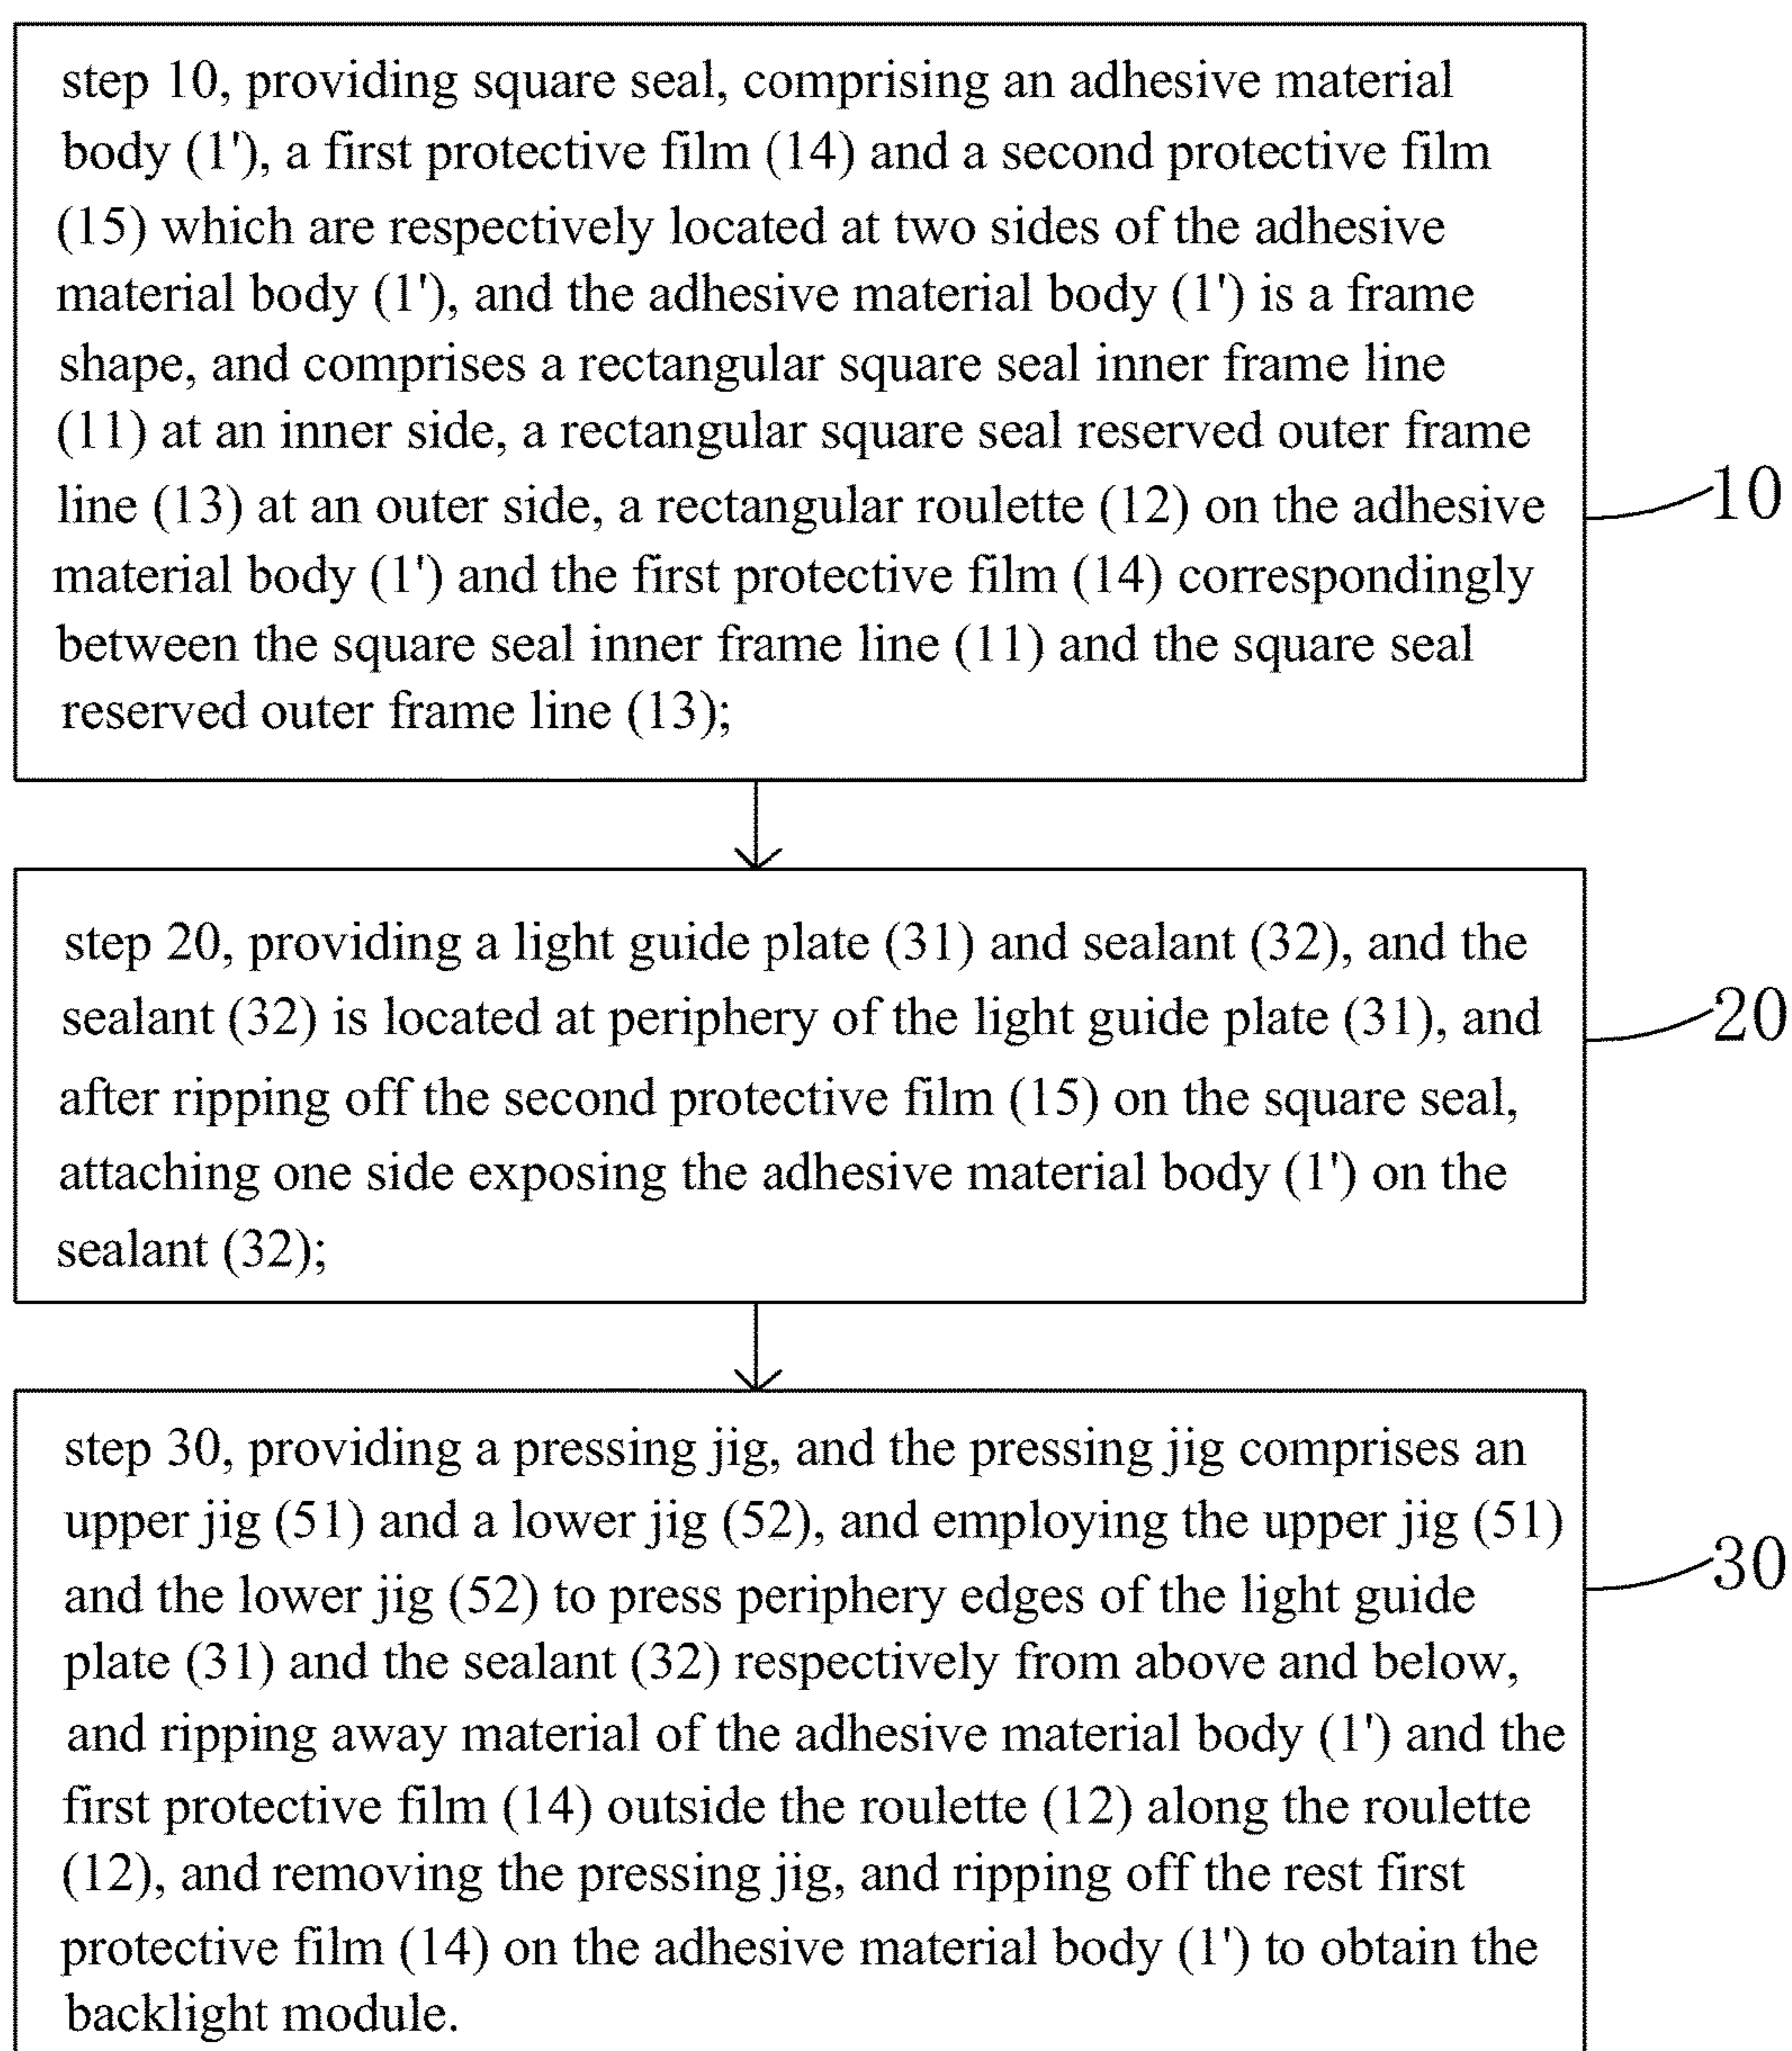 step 10, providing square seal, comprising an adhesive material
body (1'), a first protective film (14) and a second protective film
(15) which are respectively located at two sides of the adhesive
material body (1'), and the adhesive material body (1') is a frame
shape, and comprises a rectangular square seal inner frame line
(11) at an inner side, a rectangular square seal reserved outer frame
line (13) at an outer side, a rectangular roulette (12) on the adhesive
material body (1') and the first protective film (14) correspondingly
between the square seal inner frame line (11) and the square seal
reserved outer frame line (13);
10
step 20, providing a light guide plate (31) and sealant (32), and the
sealant (32) is located at periphery of the light guide plate (31), and
after ripping off the second protective film (15) on the square seal,
attaching one side exposing the adhesive material body (1') on the
sealant (32);
20
step 30, providing a pressing jig, and the pressing jig comprises an
upper jig (51) and a lower jig (52), and employing the upper jig (51)
and the lower jig (52) to press periphery edges of the light guide
plate (31) and the sealant (32) respectively from above and below,
and ripping away material of the adhesive material body (1') and the
first protective film (14) outside the roulette (12) along the roulette
(12), and removing the pressing jig, and ripping off the rest first
protective film (14) on the adhesive material body (1') to obtain the
backlight module.
30